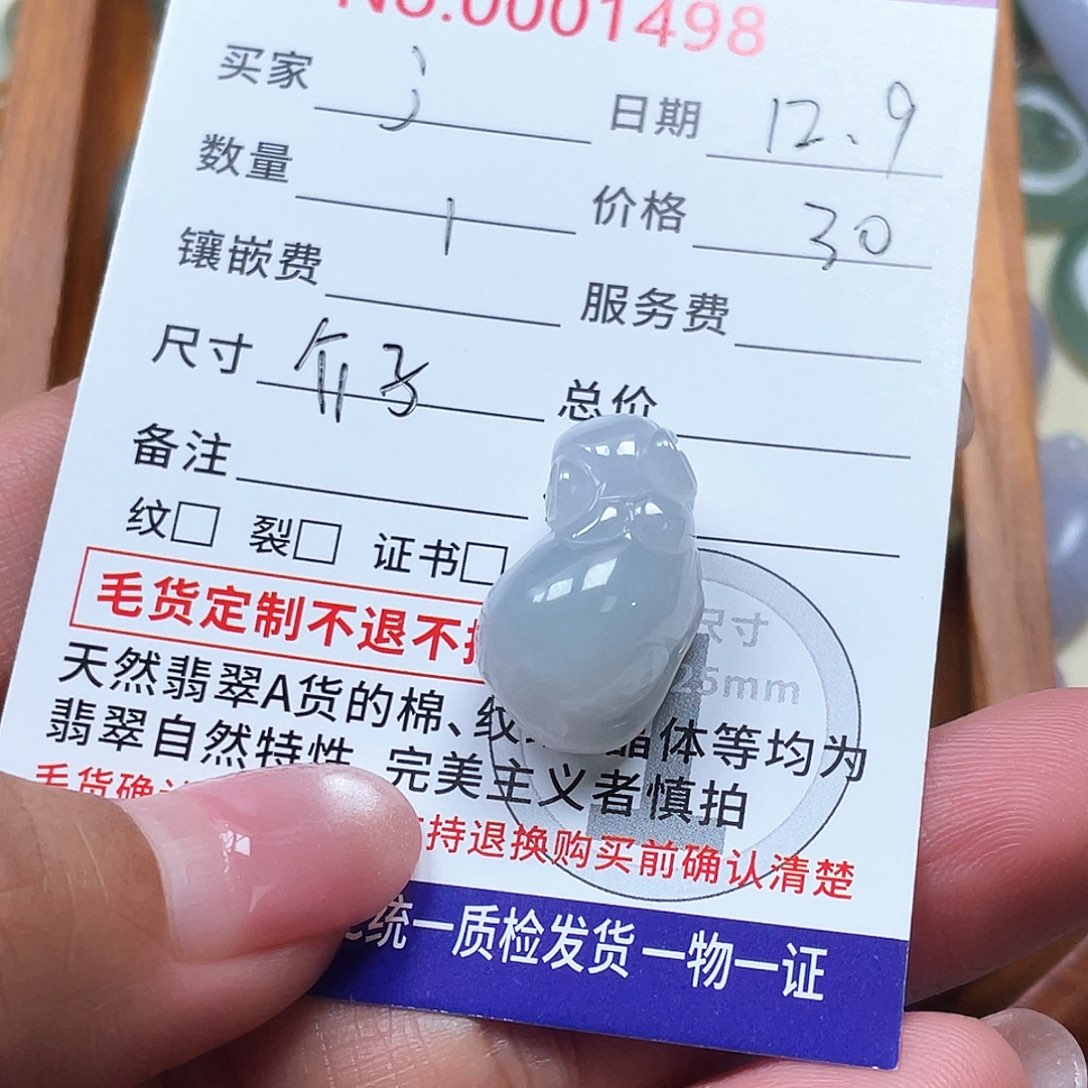 No.0001498
买家 日期 12.9
数量 1 价格 30
镶嵌费 服务费
尺寸 总价
备注
纹□ 裂□ 证书□
毛货定制不退不
尺寸
25mm
天然翡翠A货的棉、纹 晶体等均为
翡翠自然特性 完美主义者慎拍
毛货确 持退换购买前确认清楚
统一质检发货一物一证